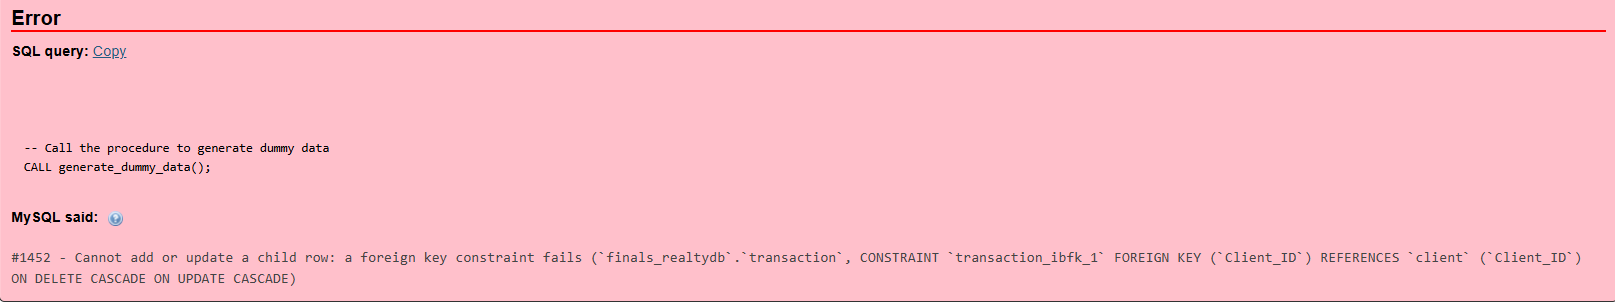 Error
SQL query: Copy
-- Call the procedure to generate dummy data
CALL generate_dummy_data();
MySQL said:
#1452 - Cannot add or update a child row: a foreign key constraint fails (`finals_realtydb`.`transaction`, CONSTRAINT `transaction_ibfk_1` FOREIGN KEY (`Client_ID`) REFERENCES `client` (`Client_ID`)
ON DELETE CASCADE ON UPDATE CASCADE)